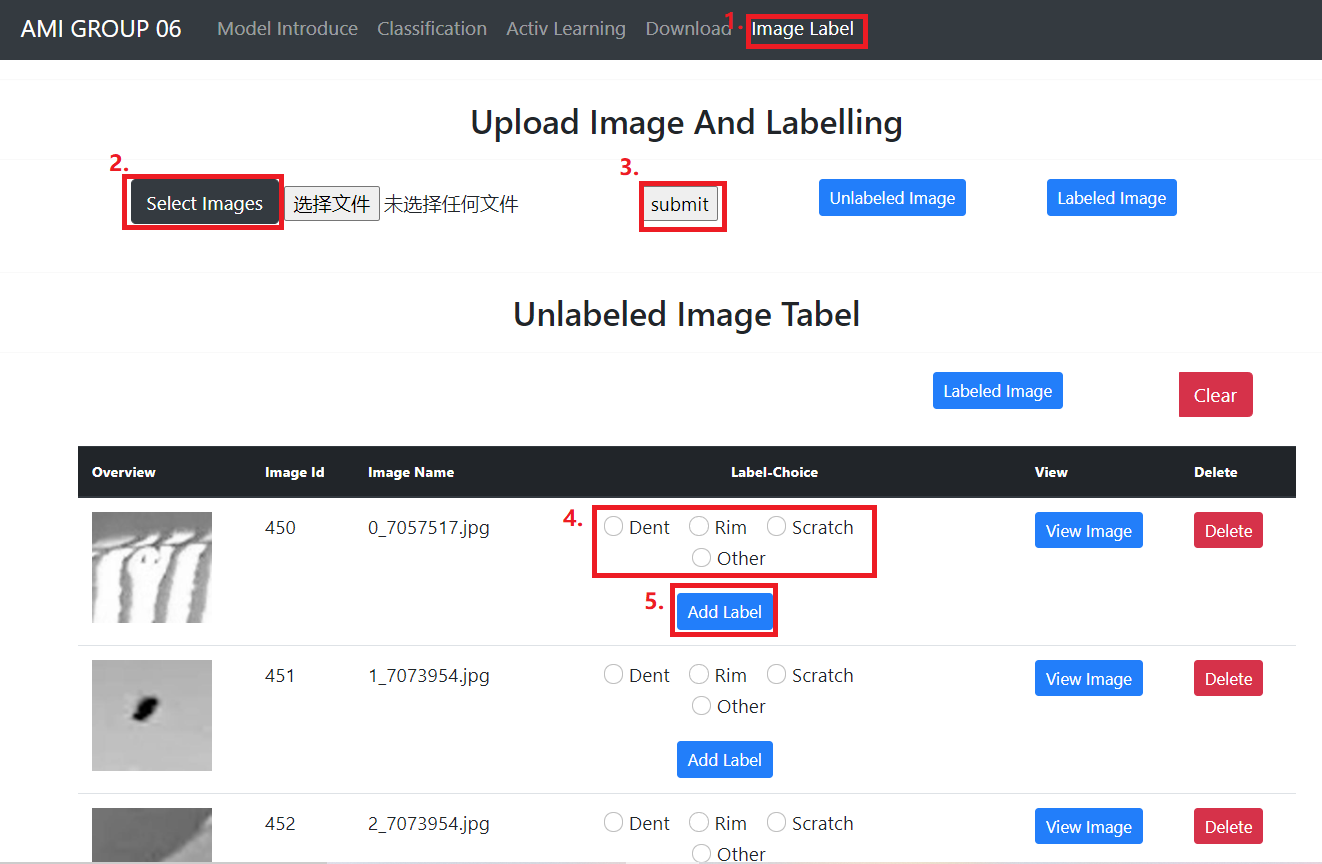 AMI GROUP 06 Model Introduce Classification Activ Learning Download 1. Image Label
Upload Image And Labelling
2. 3.
Select Images 选择文件 未选择任何文件 submit Unlabeled Image Labeled Image
Unlabeled Image Tabel
Labeled Image Clear
Overview Image Id Image Name Label-Choice View Delete
450 0_7057517.jpg 4. Dent Rim Scratch View Image Delete
Other
5. Add Label
451 1_7073954.jpg Dent Rim Scratch View Image Delete
Other
Add Label
452 2_7073954.jpg Dent Rim Scratch View Image Delete
Other